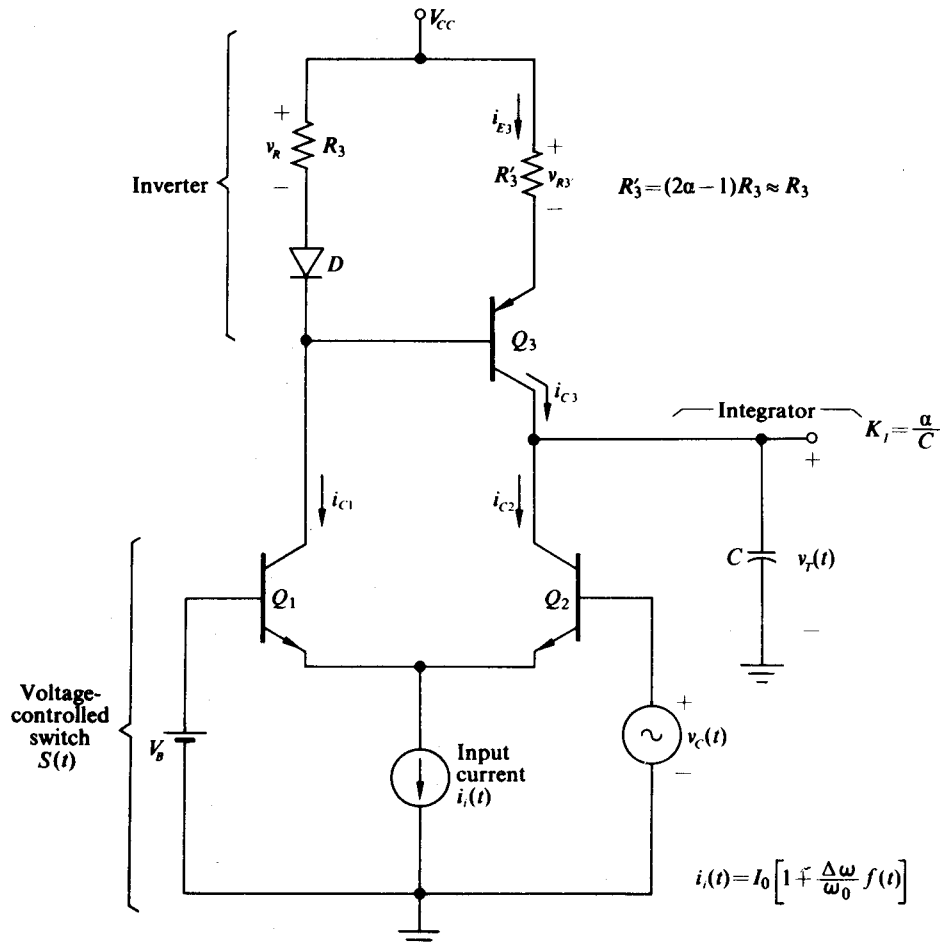 V_CC
+
v_R R_3
−
i_E3
+
R'_3 v_R3'
−
R'_3 = (2α − 1)R_3 ≈ R_3
Inverter
D
Q_3
i_C3
Integrator
K_I = α/C
+
i_C1
i_C2
C v_T(t)
−
Q_1
Q_2
Voltage-
controlled
switch
S(t)
V_B
Input
current
i_i(t)
+
v_C(t)
−
i_i(t) = I_0 [1 + Δω/ω_0 f(t)]